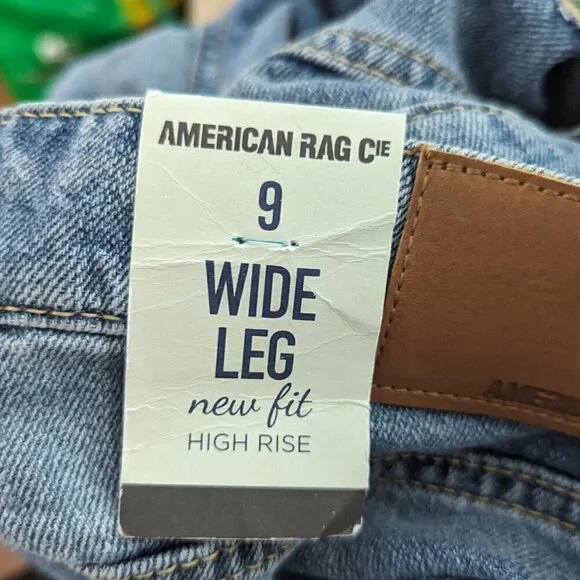 AMERICAN RAG CIE
9
WIDE
LEG
new fit
HIGH RISE